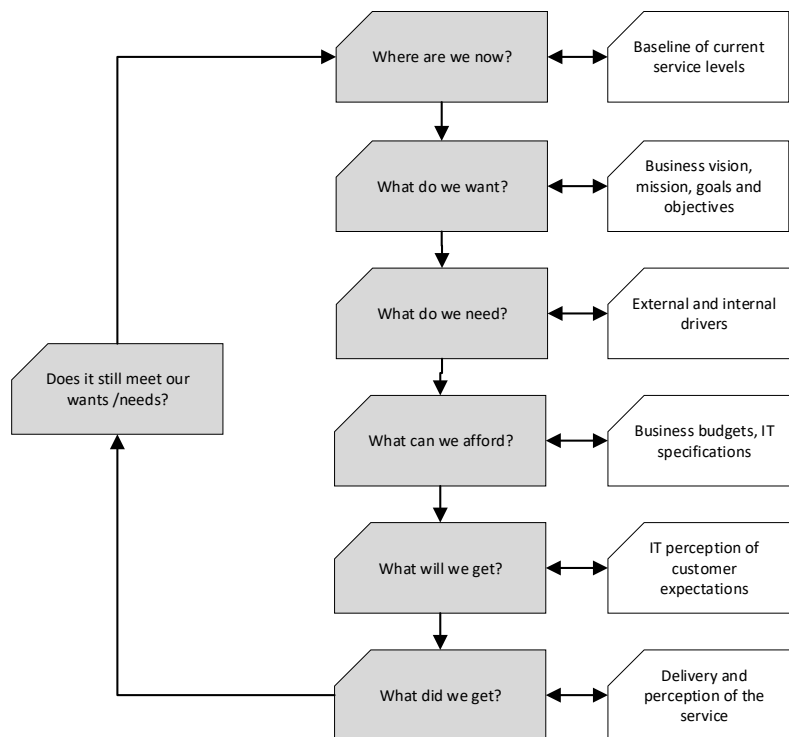 Where are we now?
Baseline of current
service levels
What do we want?
Business vision,
mission, goals and
objectives
What do we need?
External and internal
drivers
Does it still meet our
wants /needs?
What can we afford?
Business budgets, IT
specifications
What will we get?
IT perception of
customer
expectations
What did we get?
Delivery and
perception of the
service